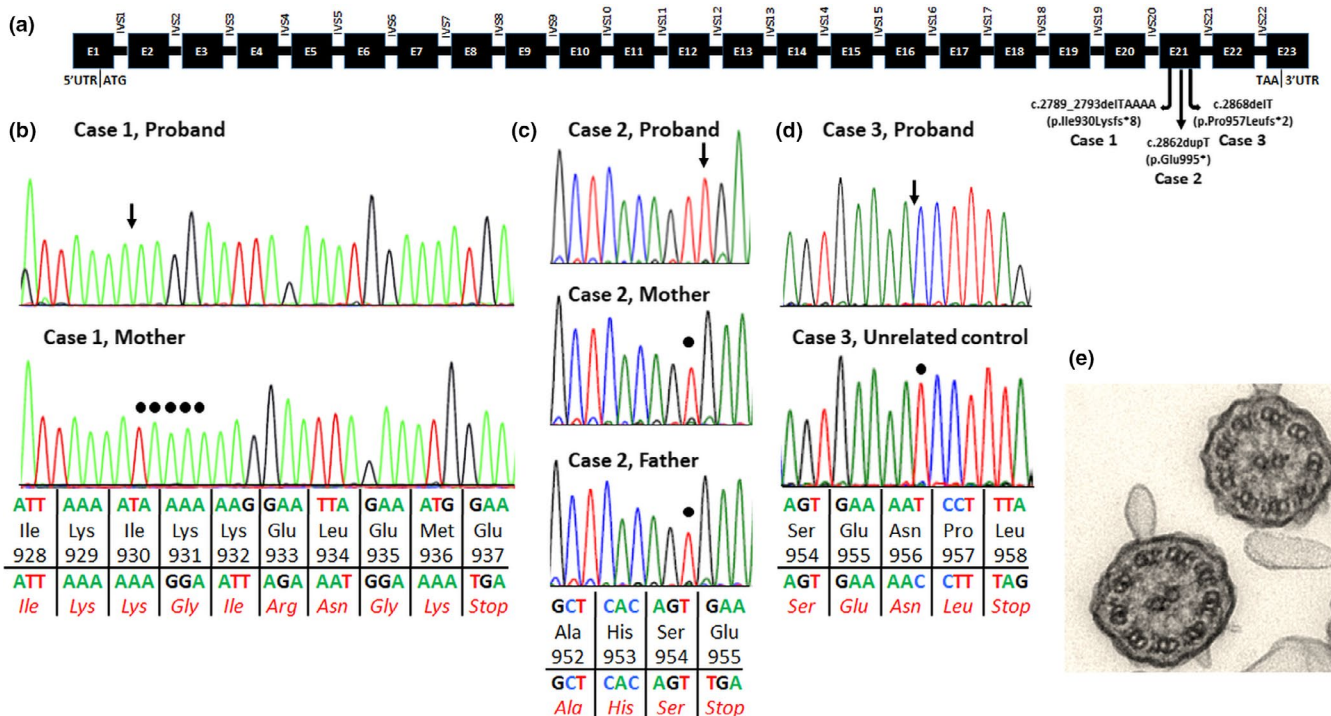 (a)
IVS1 IVS2 IVS3 IVS4 IVS5 IVS6 IVS7 IVS8 IVS9 IVS10 IVS11 IVS12 IVS13 IVS14 IVS15 IVS16 IVS17 IVS18 IVS19 IVS20 IVS21 IVS22
E1 E2 E3 E4 E5 E6 E7 E8 E9 E10 E11 E12 E13 E14 E15 E16 E17 E18 E19 E20 E21 E22 E23
5'UTR ATG
TAA 3'UTR
c.2789_2793delTAAAA
(p.Ile930Lysfs*8)
Case 1
c.2862dupT
(p.Glu995*)
Case 2
c.2868delT
(p.Pro957Leufs*2)
Case 3
(b)
Case 1, Proband
Case 1, Mother
ATT AAA ATA AAA AAG GAA TTA GAA ATG GAA
Ile Lys Ile Lys Lys Glu Leu Glu Met Glu
928 929 930 931 932 933 934 935 936 937
ATT AAA AAA GGA ATT AGA AAT GGA AAA TGA
Ile Lys Lys Gly Ile Arg Asn Gly Lys Stop
(c)
Case 2, Proband
Case 2, Mother
Case 2, Father
GCT CAC AGT GAA
Ala His Ser Glu
952 953 954 955
GCT CAC AGT TGA
Ala His Ser Stop
(d)
Case 3, Proband
Case 3, Unrelated control
AGT GAA AAT CCT TTA
Ser Glu Asn Pro Leu
954 955 956 957 958
AGT GAA AAC CTT TAG
Ser Glu Asn Leu Stop
(e)